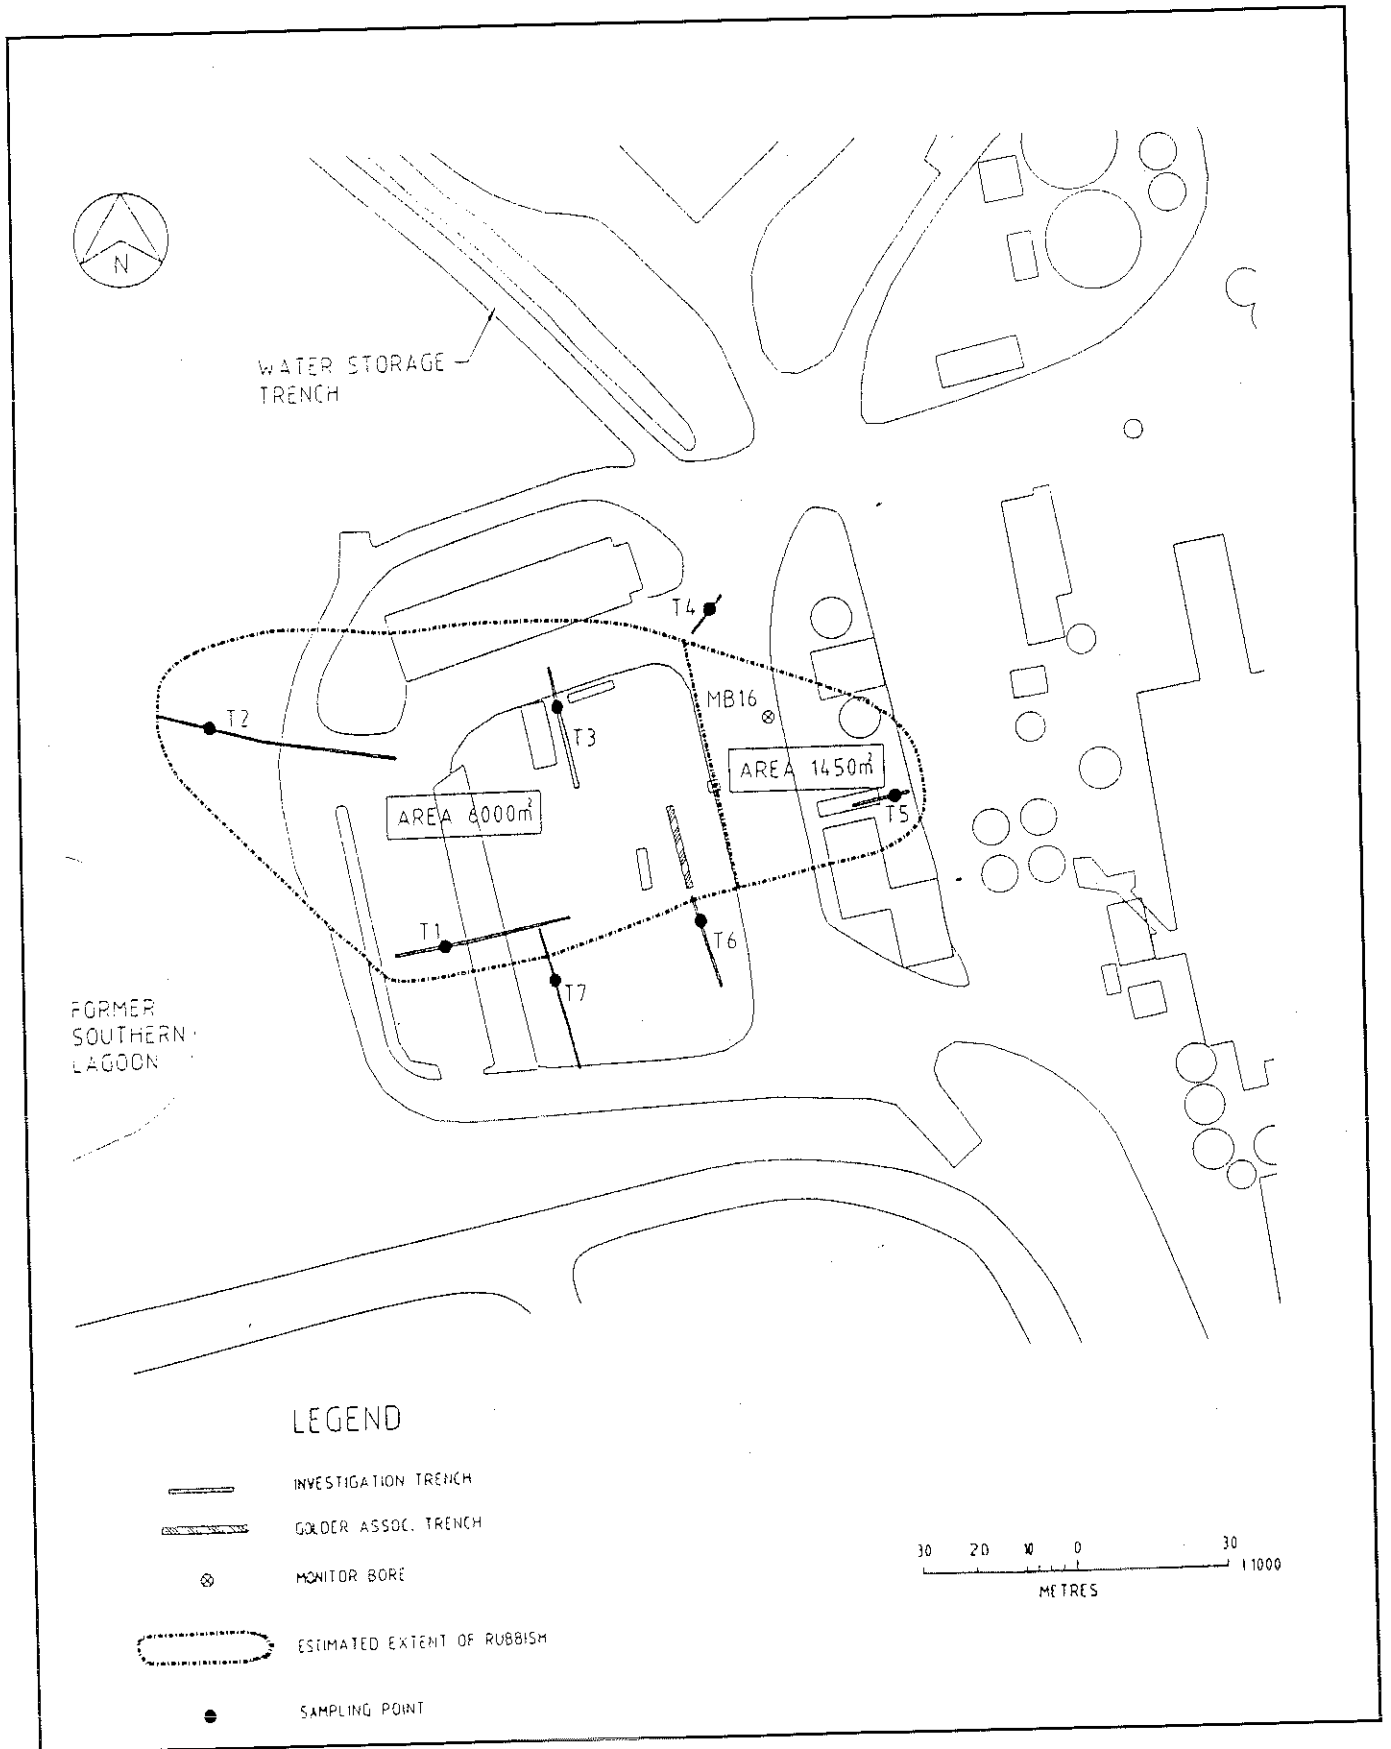 N
WATER STORAGE
TRENCH
T4
T2
MB16
T3
AREA 1450m²
AREA 6000m²
T5
T1
T6
T7
FORMER
SOUTHERN
LAGOON
LEGEND
INVESTIGATION TRENCH
GOLDER ASSOC. TRENCH
MONITOR BORE
ESTIMATED EXTENT OF RUBBISH
SAMPLING POINT
30 20 10 0 30
1:1000
METRES